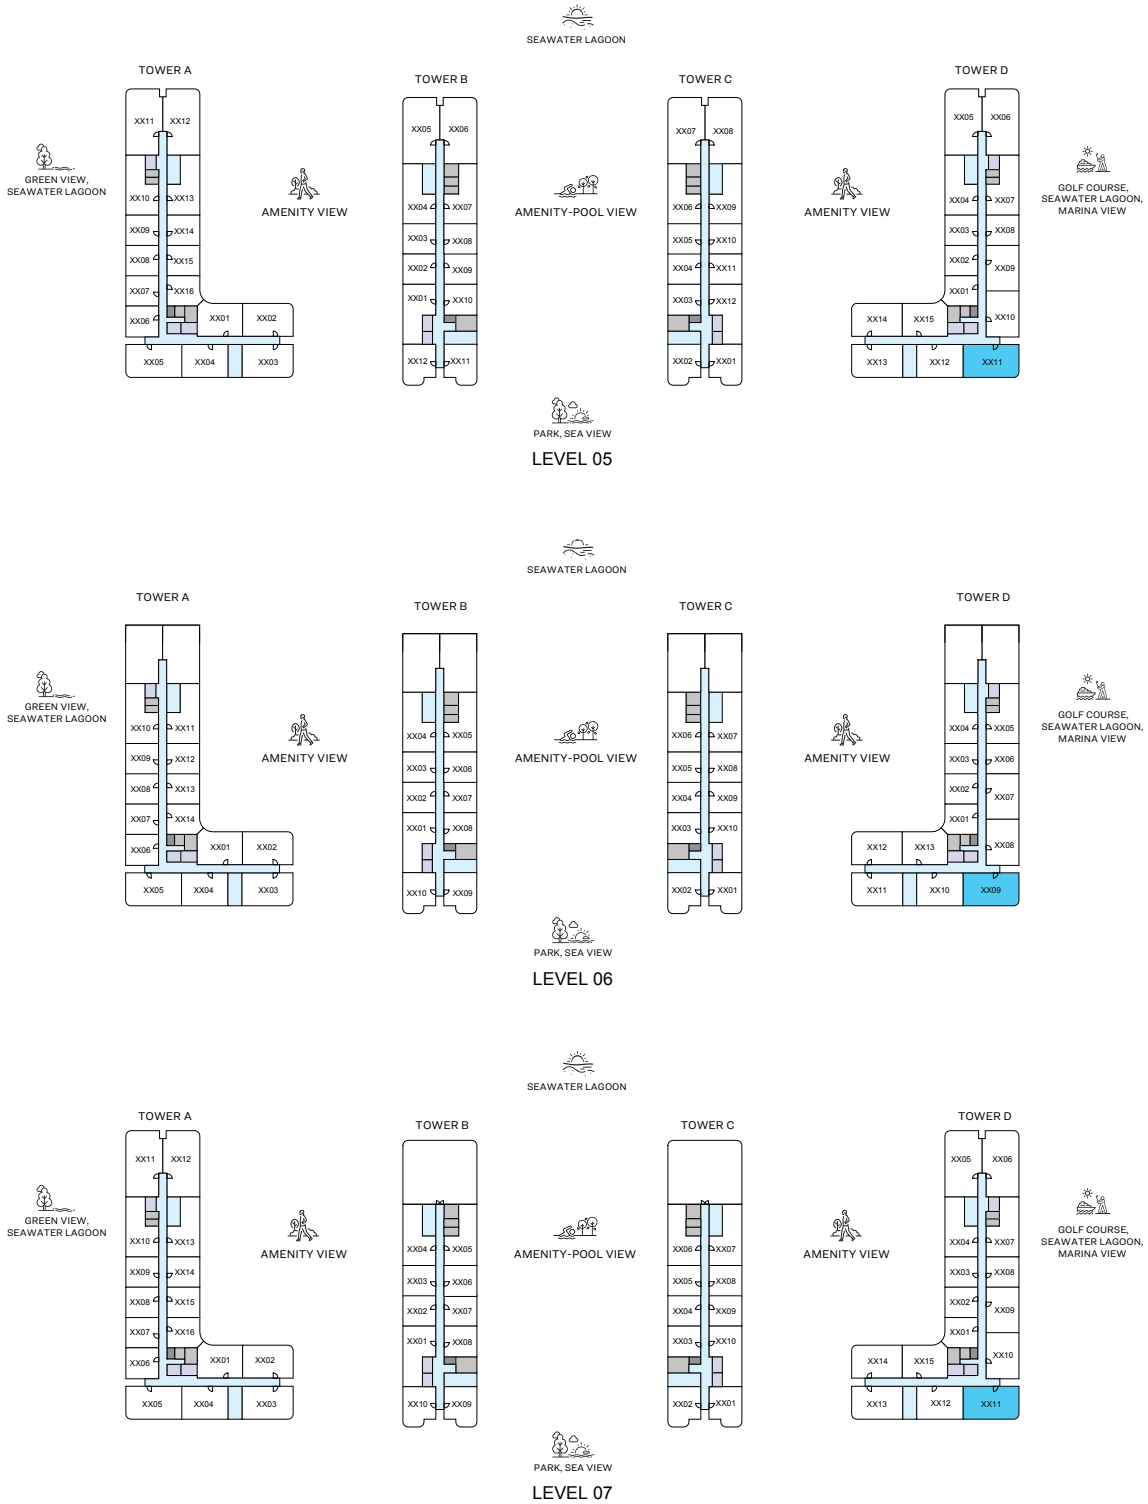 SEAWATER LAGOON
TOWER A
TOWER B
TOWER C
TOWER D
XX11 XX12
XX05 XX06
XX07 XX08
XX05 XX06
GREEN VIEW,
SEAWATER LAGOON
AMENITY VIEW
AMENITY-POOL VIEW
AMENITY VIEW
GOLF COURSE,
SEAWATER LAGOON,
MARINA VIEW
XX10 XX13
XX04 XX07
XX06 XX09
XX04 XX07
XX09 XX14
XX03 XX08
XX05 XX10
XX03 XX08
XX08 XX15
XX02 XX09
XX04 XX11
XX02 XX09
XX07 XX16
XX01 XX10
XX03 XX12
XX01
XX06 XX01 XX02
XX14 XX15 XX10
XX05 XX04 XX03
XX12 XX11
XX02 XX01
XX13 XX12 XX11
PARK, SEA VIEW
LEVEL 05
SEAWATER LAGOON
TOWER A
TOWER B
TOWER C
TOWER D
GREEN VIEW,
SEAWATER LAGOON
AMENITY VIEW
AMENITY-POOL VIEW
AMENITY VIEW
GOLF COURSE,
SEAWATER LAGOON,
MARINA VIEW
XX10 XX11
XX04 XX05
XX06 XX07
XX04 XX05
XX09 XX12
XX03 XX06
XX05 XX08
XX03 XX06
XX08 XX13
XX02 XX07
XX04 XX09
XX02 XX07
XX07 XX14
XX01 XX08
XX03 XX10
XX01
XX06 XX01 XX02
XX12 XX13 XX08
XX05 XX04 XX03
XX10 XX09
XX02 XX01
XX11 XX10 XX09
PARK, SEA VIEW
LEVEL 06
SEAWATER LAGOON
TOWER A
TOWER B
TOWER C
TOWER D
XX11 XX12
XX05 XX06
GREEN VIEW,
SEAWATER LAGOON
AMENITY VIEW
AMENITY-POOL VIEW
AMENITY VIEW
GOLF COURSE,
SEAWATER LAGOON,
MARINA VIEW
XX10 XX13
XX04 XX05
XX06 XX07
XX04 XX07
XX09 XX14
XX03 XX06
XX05 XX08
XX03 XX08
XX08 XX15
XX02 XX07
XX04 XX09
XX02 XX09
XX07 XX16
XX01 XX08
XX03 XX10
XX01
XX06 XX01 XX02
XX14 XX15 XX10
XX05 XX04 XX03
XX10 XX09
XX02 XX01
XX13 XX12 XX11
PARK, SEA VIEW
LEVEL 07